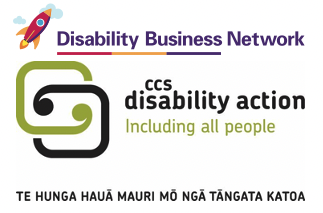 Disability Business Network
ccs
disability action
Including all people
TE HUNGA HAUĀ MAURI MŌ NGĀ TĀNGATA KATOA